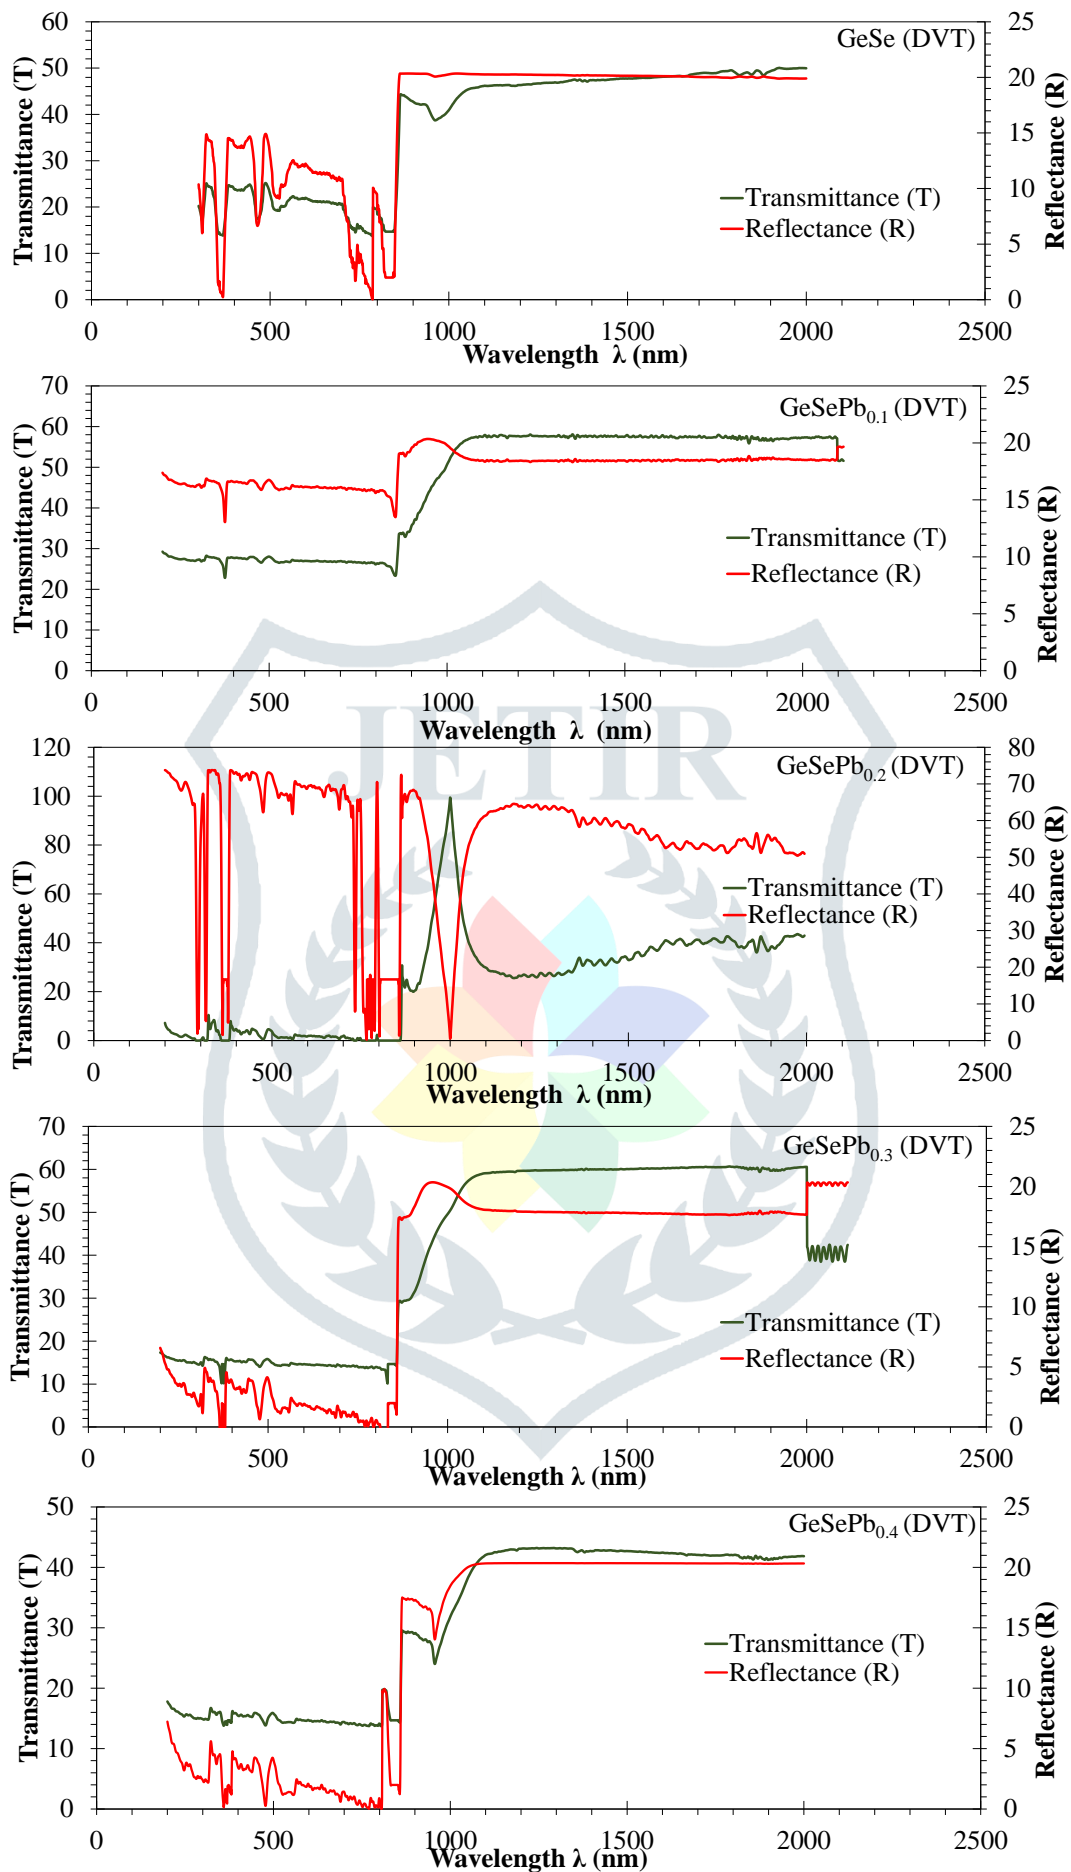 GeSe (DVT)
Transmittance (T)
Reflectance (R)
60
50
40
30
20
10
0
25
20
15
10
5
0
Transmittance (T)
Reflectance (R)
0 500 1000 1500 2000 2500
Wavelength λ (nm)
GeSePb0.1 (DVT)
Transmittance (T)
Reflectance (R)
70
60
50
40
30
20
10
0
25
20
15
10
5
0
Transmittance (T)
Reflectance (R)
0 500 1000 1500 2000 2500
Wavelength λ (nm)
JETIR
GeSePb0.2 (DVT)
Transmittance (T)
Reflectance (R)
120
100
80
60
40
20
0
80
70
60
50
40
30
20
10
0
Transmittance (T)
Reflectance (R)
0 500 1000 1500 2000 2500
Wavelength λ (nm)
GeSePb0.3 (DVT)
Transmittance (T)
Reflectance (R)
70
60
50
40
30
20
10
0
25
20
15
10
5
0
Transmittance (T)
Reflectance (R)
0 500 1000 1500 2000 2500
Wavelength λ (nm)
GeSePb0.4 (DVT)
Transmittance (T)
Reflectance (R)
50
40
30
20
10
0
25
20
15
10
5
0
Transmittance (T)
Reflectance (R)
0 500 1000 1500 2000 2500
Wavelength λ (nm)